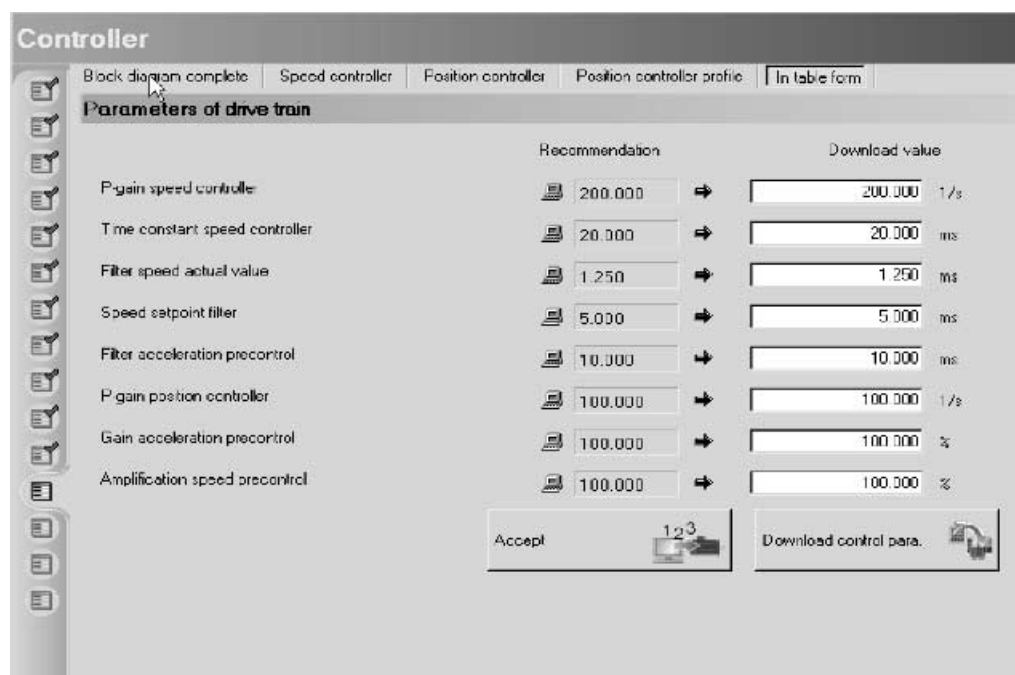 Controller
Block diagram complete Speed controller Position controller Position controller profile In table form
Parameters of drive train
Recommendation Download value
P-gain speed controller 200.000 200.000 1/s
Time constant speed controller 20.000 20.000 ms
Filter speed actual value 1.250 1.250 ms
Speed setpoint filter 5.000 5.000 ms
Filter acceleration precontrol 10.000 10.000 ms
P-gain position controller 100.000 100.000 1/s
Gain acceleration precontrol 100.000 100.000 %
Amplification speed precontrol 100.000 100.000 %
Accept 123 Download control para.